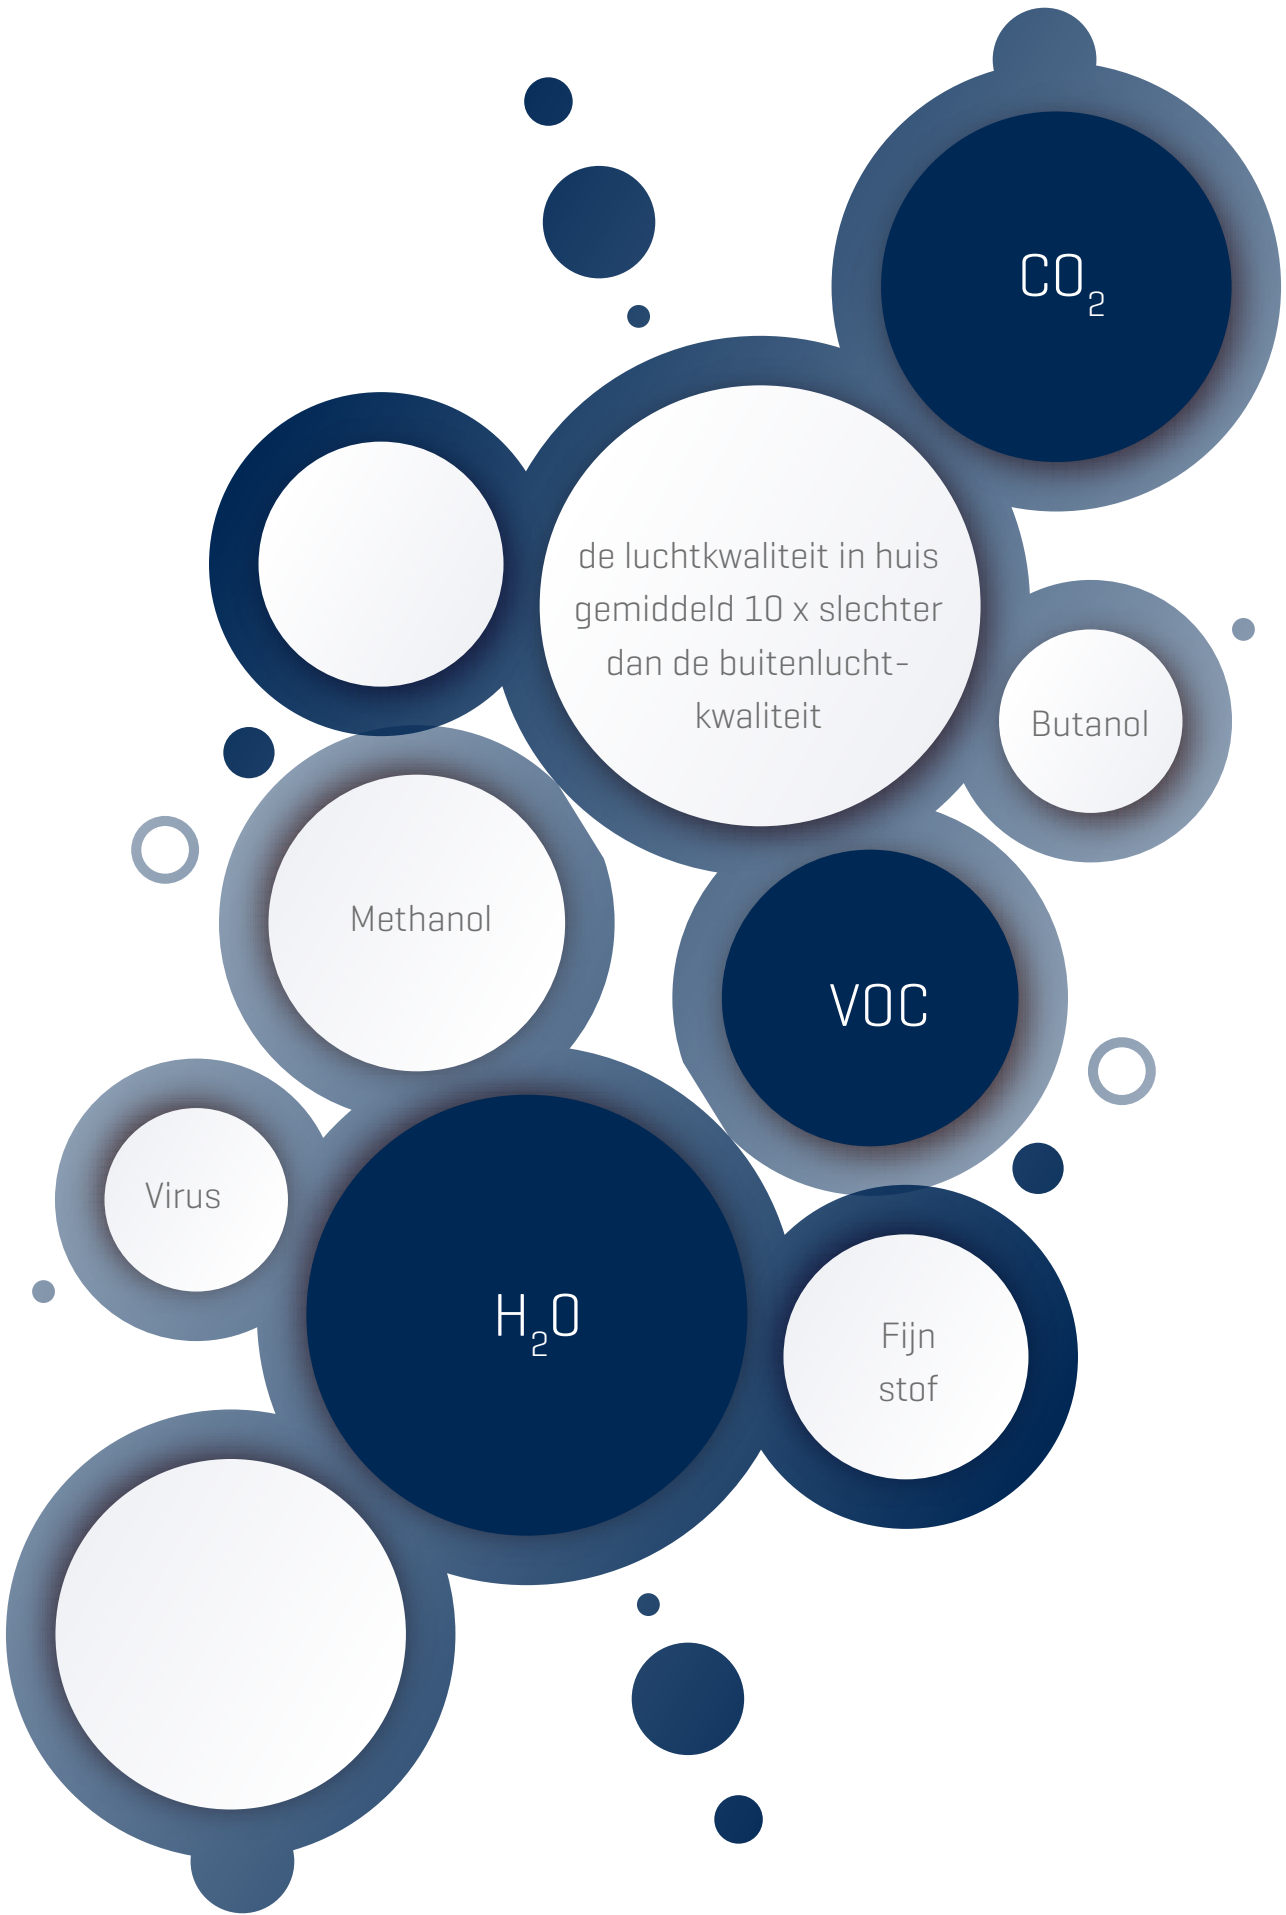 CO₂
de luchtkwaliteit in huis
gemiddeld 10 x slechter
dan de buitenlucht-
kwaliteit
Butanol
Methanol
VOC
Virus
H₂O
Fijn
stof